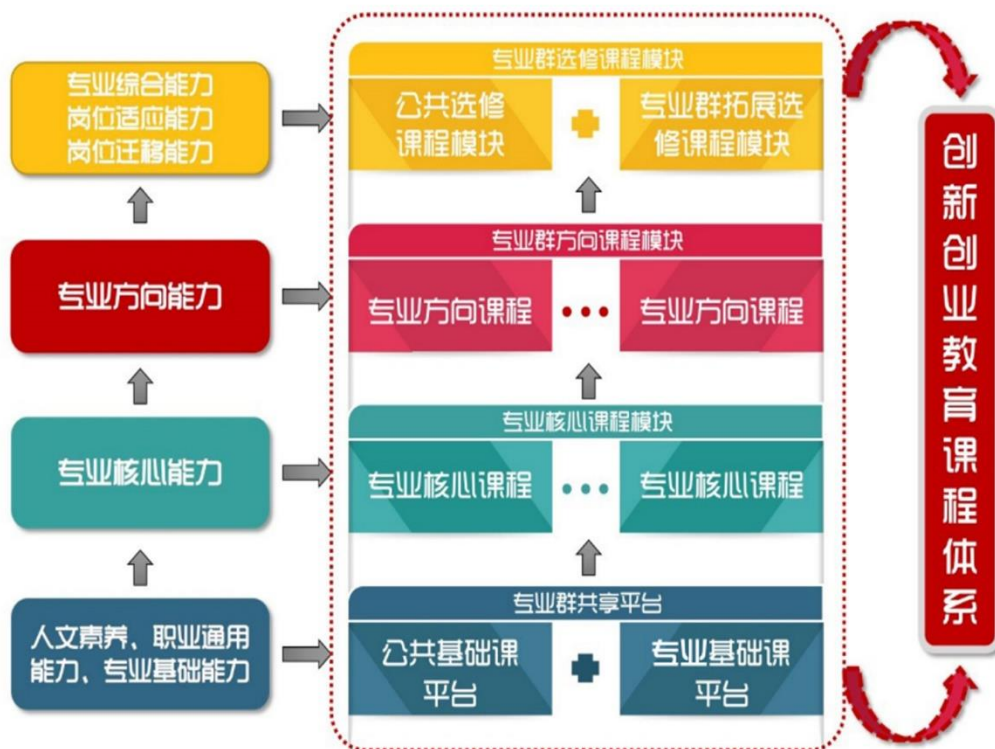 专业综合能力
岗位适应能力
岗位迁移能力
专业群选修课程模块
公共选修
课程模块
专业群拓展选
修课程模块
专业方向能力
专业群方向课程模块
专业方向课程
专业方向课程
专业核心能力
专业核心课程模块
专业核心课程
专业核心课程
人文素养、职业通用
能力、专业基础能力
专业群共享平台
公共基础课
平台
专业基础课
平台
创新创业教育课程体系